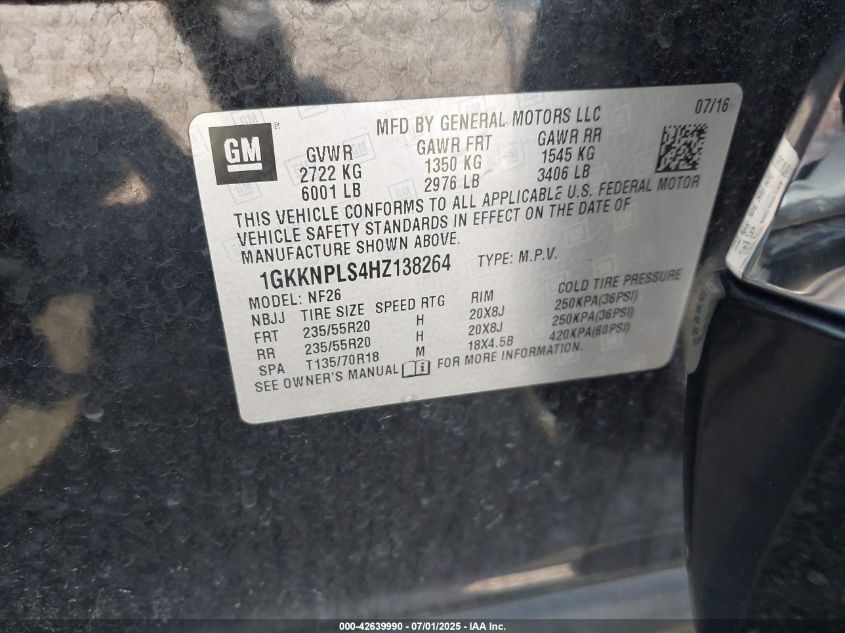 07/16
MFD BY GENERAL MOTORS LLC
GM
GVWR GAWR FRT GAWR RR
2722 KG 1350 KG 1545 KG
6001 LB 2976 LB 3406 LB
THIS VEHICLE CONFORMS TO ALL APPLICABLE U.S. FEDERAL MOTOR
VEHICLE SAFETY STANDARDS IN EFFECT ON THE DATE OF
MANUFACTURE SHOWN ABOVE.
1GKKNPLS4HZ138264 TYPE: M.P.V.
MODEL: NF26
NBJJ TIRE SIZE SPEED RTG RIM COLD TIRE PRESSURE
FRT 235/55R20 H 20X8J 250KPA(36PSI)
RR 235/55R20 H 20X8J 250KPA(36PSI)
SPA T135/70R18 M 18X4.5B 420KPA(60PSI)
SEE OWNER'S MANUAL FOR MORE INFORMATION.
000-42639990 - 07/01/2025 - IAA Inc.